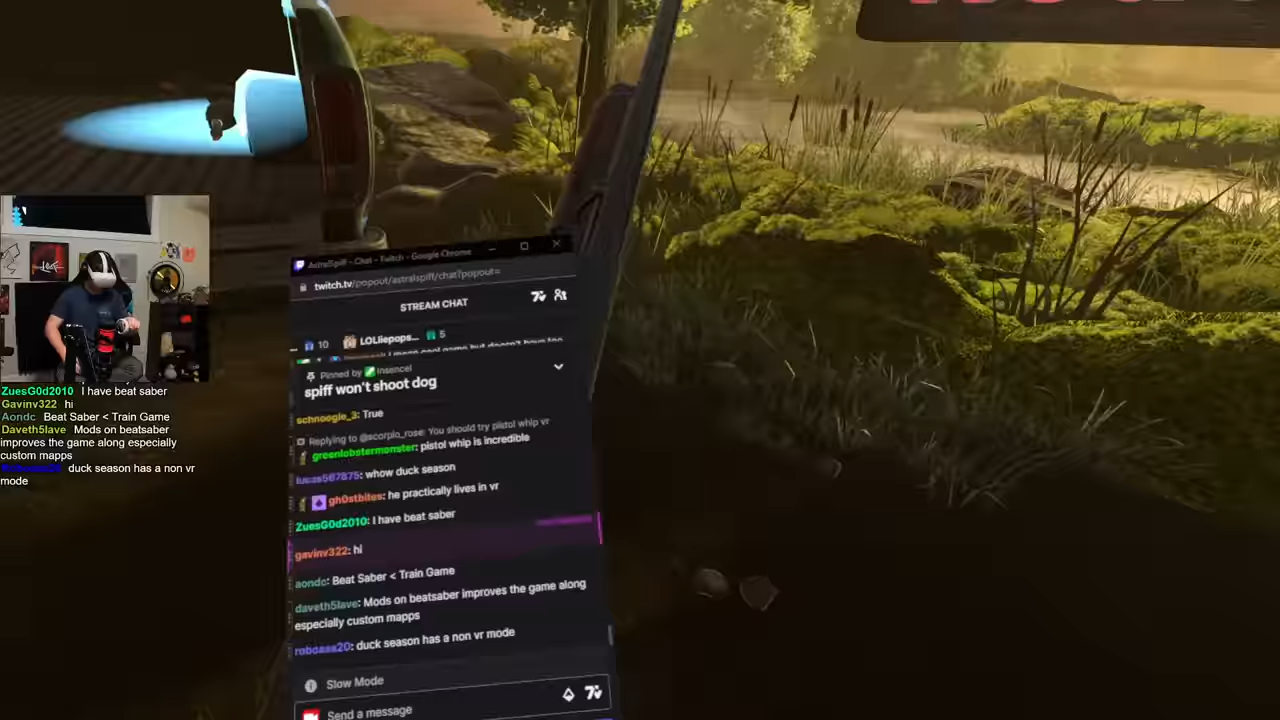 AstralSpiff - Chat - Twitch - Google Chrome
twitch.tv/popout/astralspiff/chat?popout=
STREAM CHAT
10 LOLliepops... 5
Pinned by insencel
spiff won't shoot dog
schnoogle_3: True
Replying to @scorpio_rose: You should try pistol whip vr
greenlobstermonster: pistol whip is incredible
lucas567875: whow duck season
gh0stbites: he practically lives in vr
ZuesG0d2010: I have beat saber
gavinv322: hi
aondc: Beat Saber < Train Game
daveth5lave: Mods on beatsaber improves the game along
especially custom mapps
roboass20: duck season has a non vr mode
Slow Mode
Send a message
ZuesG0d2010 I have beat saber
Gavinv322 hi
Aondc Beat Saber < Train Game
Daveth5lave Mods on beatsaber
improves the game along especially
custom mapps
duck season has a non vr
mode